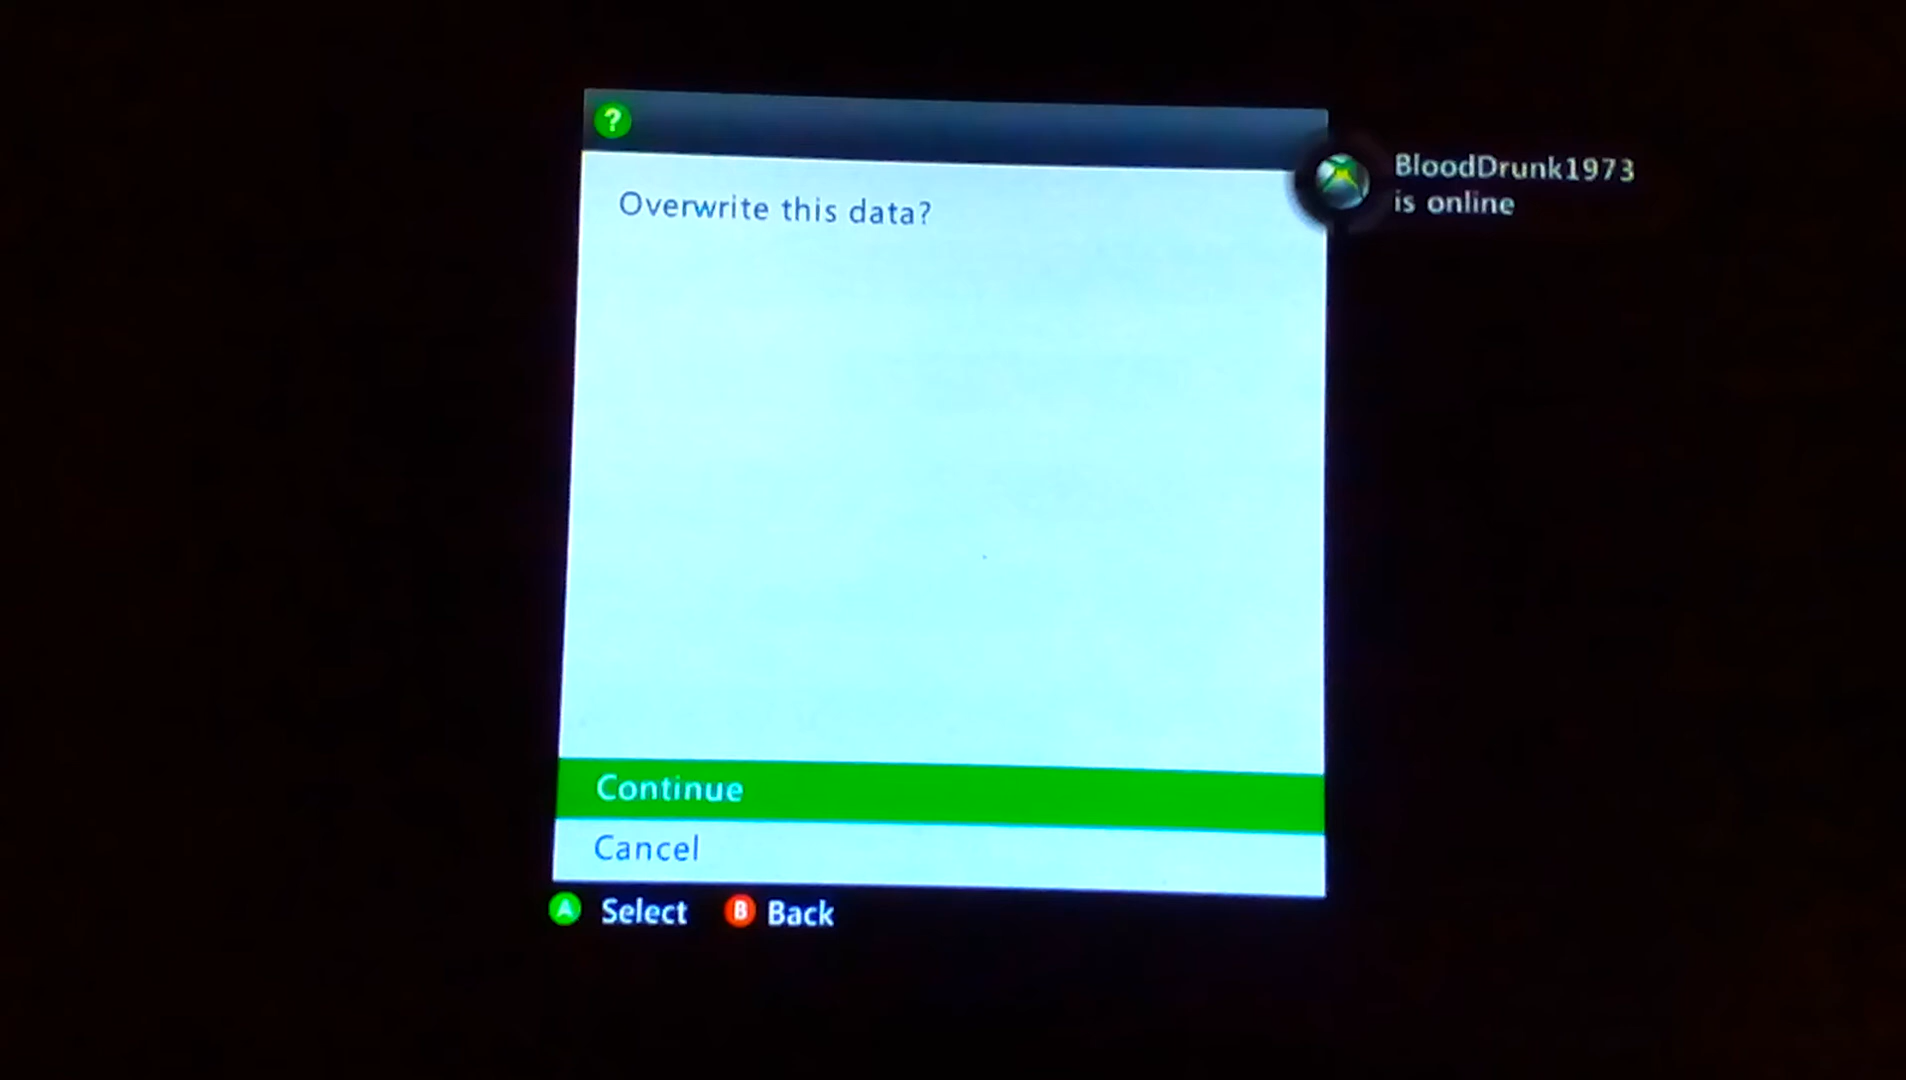 ?
Overwrite this data?
BloodDrunk1973
is online
Continue
Cancel
A Select B Back